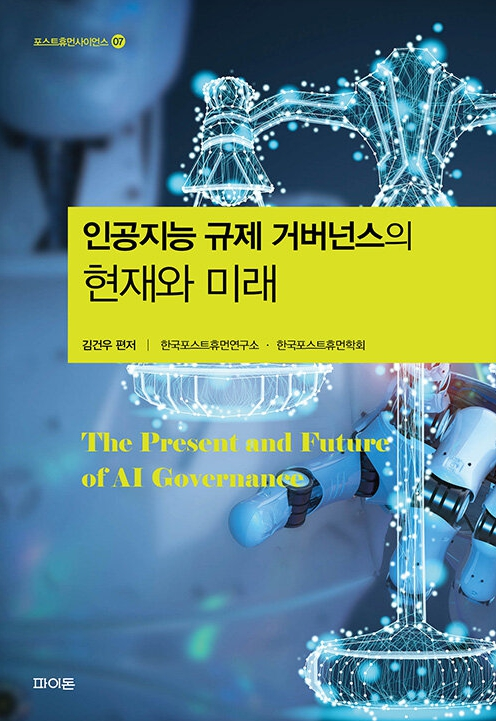 포스트휴먼사이언스 07
인공지능 규제 거버넌스의
현재와 미래
김건우 편저 | 한국포스트휴먼연구소 · 한국포스트휴먼학회
The Present and Future
of AI Governance
파이돈